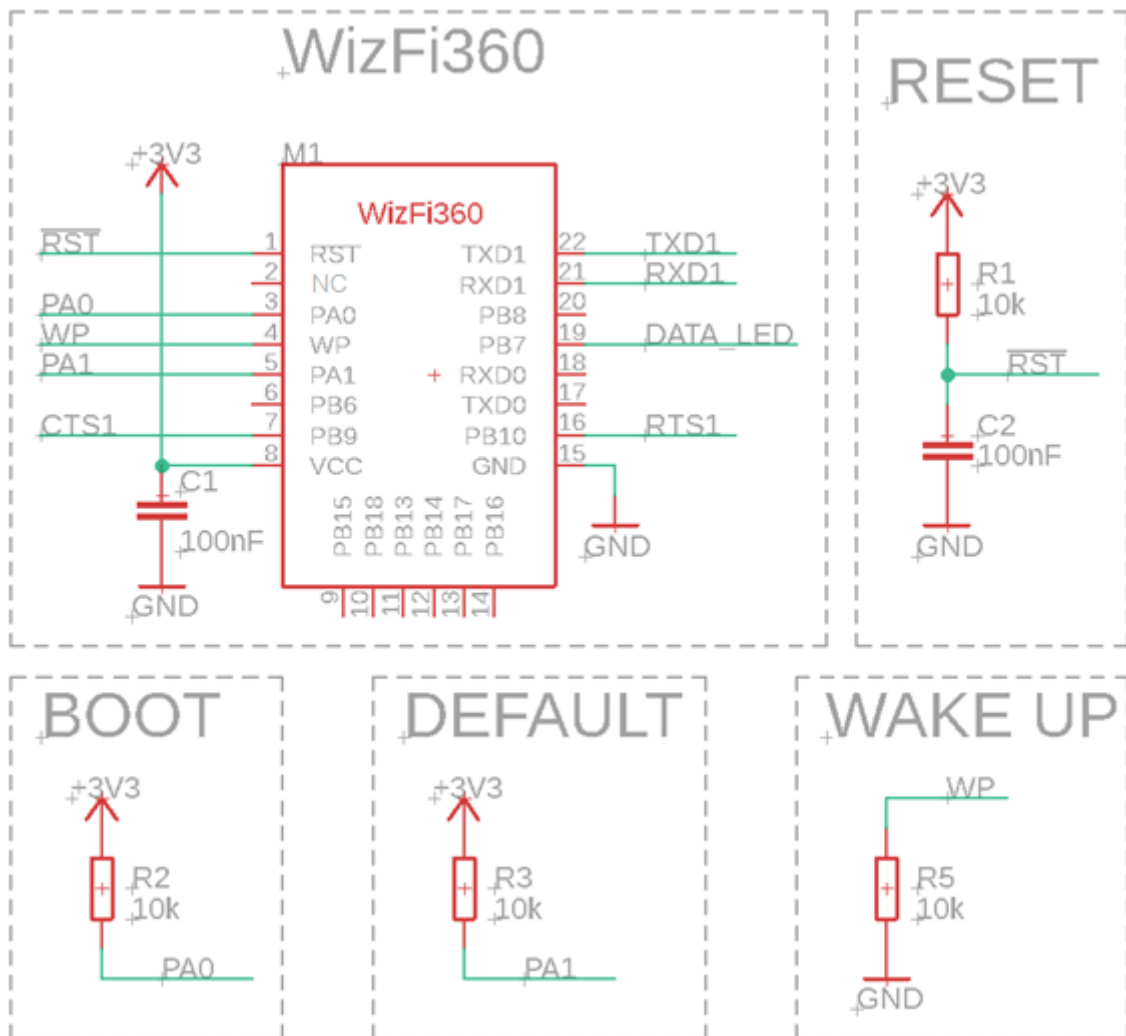 WizFi360
+3V3
M1
WizFi360
RST
1
RST
TXD1
22
TXD1
2
NC
RXD1
21
RXD1
PA0
3
PA0
PB8
20
WP
4
WP
PB7
19
DATA_LED
PA1
5
PA1
RXD0
18
6
PB6
TXD0
17
CTS1
7
PB9
PB10
16
RTS1
8
VCC
GND
15
C1
100nF
GND
PB15
PB18
PB13
PB14
PB17
PB16
9
10
11
12
13
14
GND
RESET
+3V3
R1
10k
RST
C2
100nF
GND
BOOT
+3V3
R2
10k
PA0
DEFAULT
+3V3
R3
10k
PA1
WAKE UP
WP
R5
10k
GND